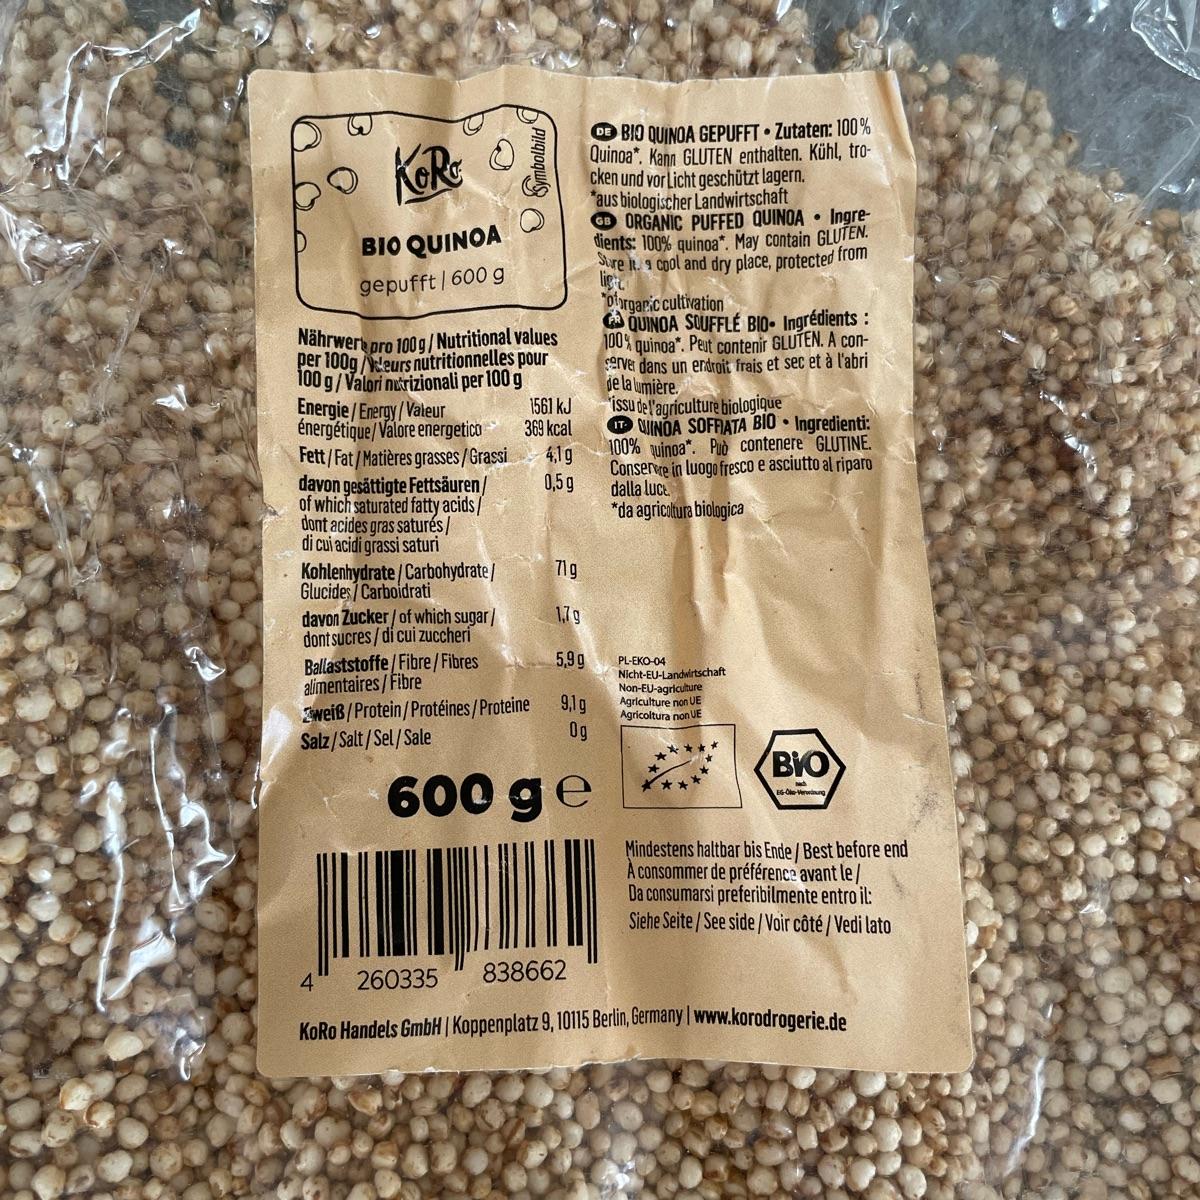 KoRo
Symbolbild
BIO QUINOA
gepufft | 600 g
Nährwerte pro 100 g / Nutritional values
per 100g / Valeurs nutritionnelles pour
100 g / Valori nutrizionali per 100 g
Energie / Energy / Valeur 1561 kJ
énergétique / Valore energetico 369 kcal
Fett / Fat / Matières grasses / Grassi 4,1 g
davon gesättigte Fettsäuren / 0,5 g
of which saturated fatty acids /
dont acides gras saturés /
di cui acidi grassi saturi
Kohlenhydrate / Carbohydrate / 71 g
Glucides / Carboidrati
davon Zucker / of which sugar / 1,7 g
dont sucres / di cui zuccheri
Ballaststoffe / Fibre / Fibres 5,9 g
alimentaires / Fibre
Eiweiß / Protein / Protéines / Proteine 9,1 g
Salz / Salt / Sel / Sale 0 g
600 g e
4 260335 838662
DE BIO QUINOA GEPUFFT • Zutaten: 100 %
Quinoa*. Kann GLUTEN enthalten. Kühl, tro-
cken und vor Licht geschützt lagern.
*aus biologischer Landwirtschaft
GB ORGANIC PUFFED QUINOA • Ingre-
dients: 100% quinoa*. May contain GLUTEN.
Store in a cool and dry place, protected from
light.
*of organic cultivation
FR QUINOA SOUFFLÉ BIO• Ingrédients :
100% quinoa*. Peut contenir GLUTEN. A con-
server dans un endroit frais et sec et à l'abri
de la lumière.
*issu de l'agriculture biologique
IT QUINOA SOFFIATA BIO • Ingredienti:
100% quinoa*. Può contenere GLUTINE.
Conservare in luogo fresco e asciutto al riparo
dalla luce.
*da agricoltura biologica
PL-EKO-04
Nicht-EU-Landwirtschaft
Non-EU-agriculture
Agriculture non UE
Agricoltura non UE
BIO
nach
EG-Öko-Verordnung
Mindestens haltbar bis Ende / Best before end
À consommer de préférence avant le /
Da consumarsi preferibilmente entro il:
Siehe Seite / See side / Voir côté / Vedi lato
KoRo Handels GmbH | Koppenplatz 9, 10115 Berlin, Germany | www.korodrogerie.de